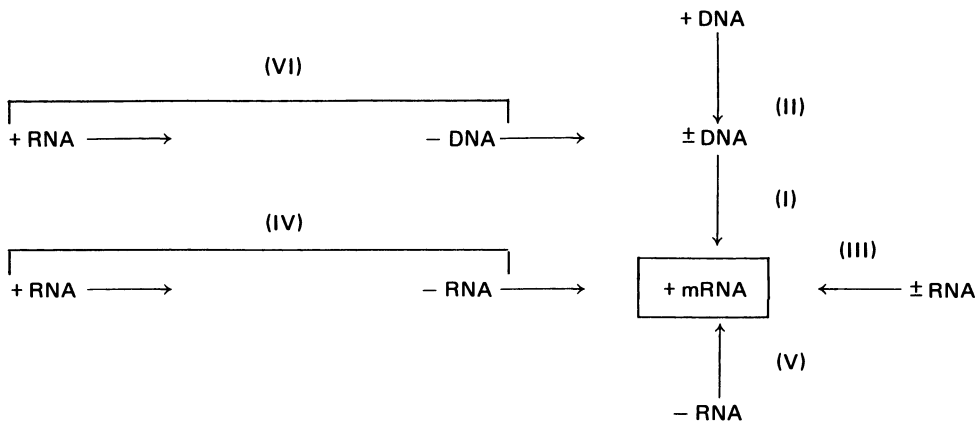 + DNA
(VI)
(II)
+ RNA - DNA ± DNA
(I)
(IV)
(III)
+ RNA - RNA + mRNA ± RNA
(V)
- RNA